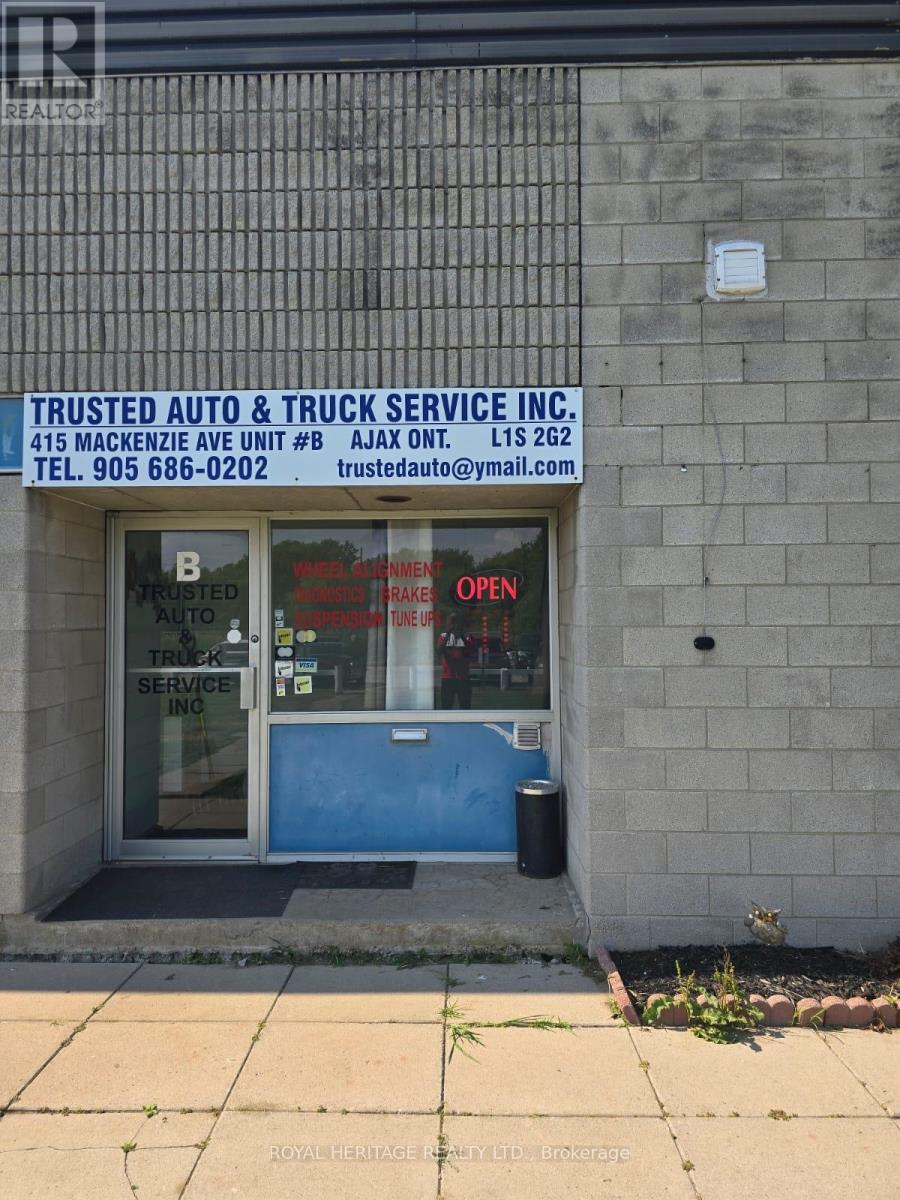 REALTOR®
TRUSTED AUTO & TRUCK SERVICE INC.
415 MACKENZIE AVE UNIT #B AJAX ONT. L1S 2G2
TEL. 905 686-0202 trustedauto@ymail.com
B
TRUSTED
AUTO
&
TRUCK
SERVICE
INC
WHEEL ALIGNMENT
DIAGNOSTICS BRAKES
SUSPENSION TUNE UPS
OPEN
VISA
ROYAL HERITAGE REALTY LTD., Brokerage